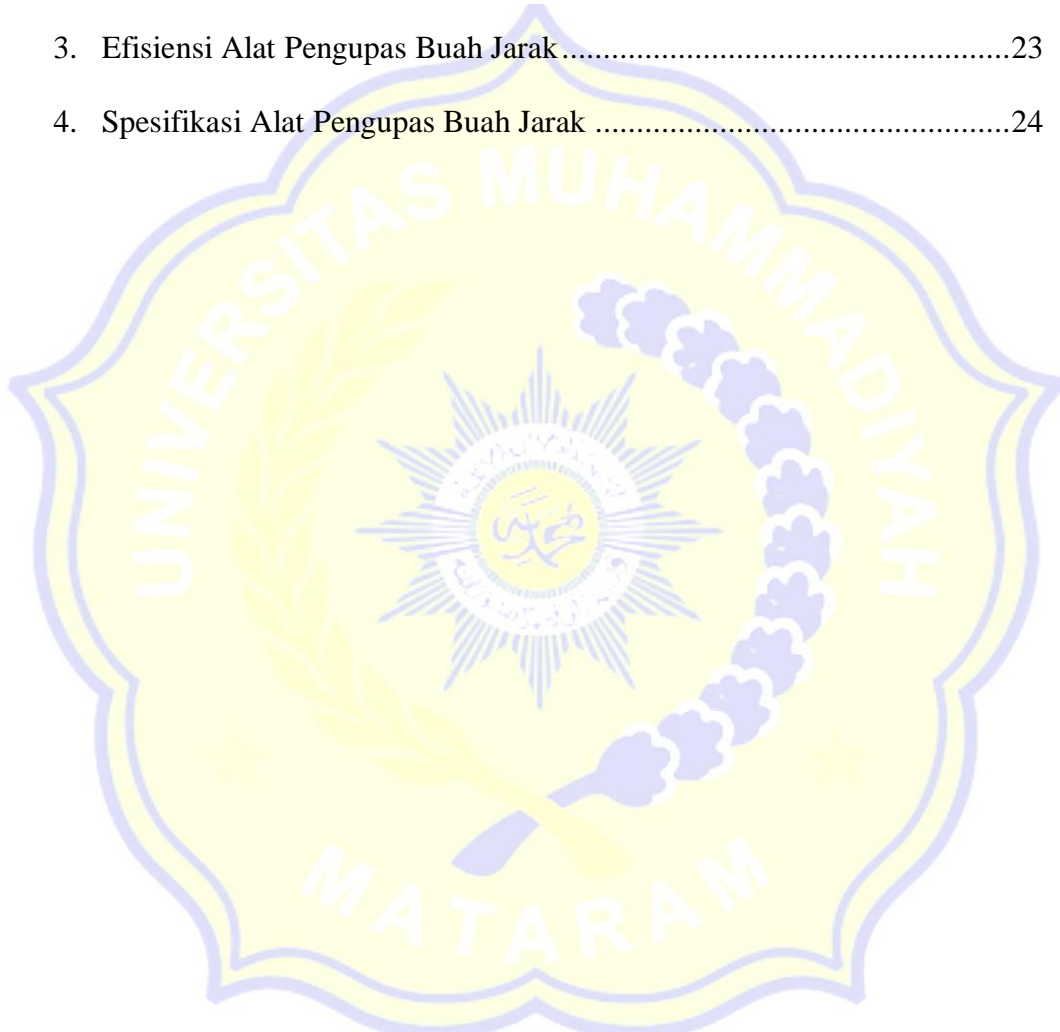 3. Efisiensi Alat Pengupas Buah Jarak.......................................................23
4. Spesifikasi Alat Pengupas Buah Jarak ..................................................24
UNIVERSITAS MUHAMMADIYAH
MATARAM